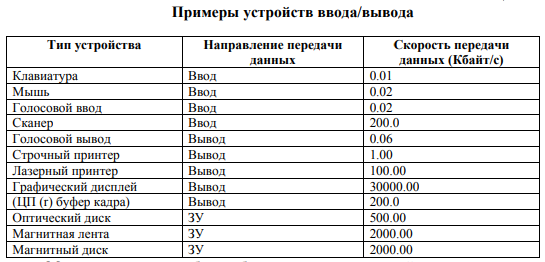 Примеры устройств ввода/вывода
Тип устройства Направление передачи данных Скорость передачи данных (Кбайт/с)
Клавиатура Ввод 0.01
Мышь Ввод 0.02
Голосовой ввод Ввод 0.02
Сканер Ввод 200.0
Голосовой вывод Вывод 0.06
Строчный принтер Вывод 1.00
Лазерный принтер Вывод 100.00
Графический дисплей Вывод 30000.00
(ЦП (r) буфер кадра) Вывод 200.0
Оптический диск ЗУ 500.00
Магнитная лента ЗУ 2000.00
Магнитный диск ЗУ 2000.00